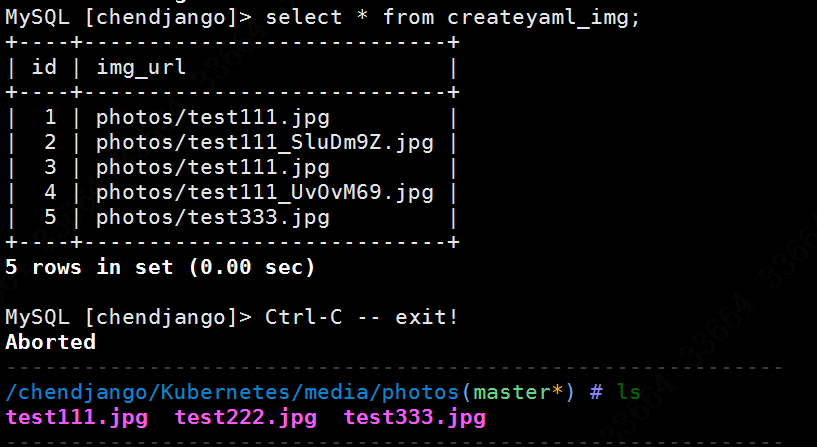 MySQL [chendjango]> select * from createyaml_img;
+----+----------------------------+
| id | img_url                    |
+----+----------------------------+
|  1 | photos/test111.jpg         |
|  2 | photos/test111_SluDm9Z.jpg |
|  3 | photos/test111.jpg         |
|  4 | photos/test111_UvOvM69.jpg |
|  5 | photos/test333.jpg         |
+----+----------------------------+
5 rows in set (0.00 sec)
MySQL [chendjango]> Ctrl-C -- exit!
Aborted
/chendjango/Kubernetes/media/photos(master*) # ls
test111.jpg  test222.jpg  test333.jpg
33664 33664